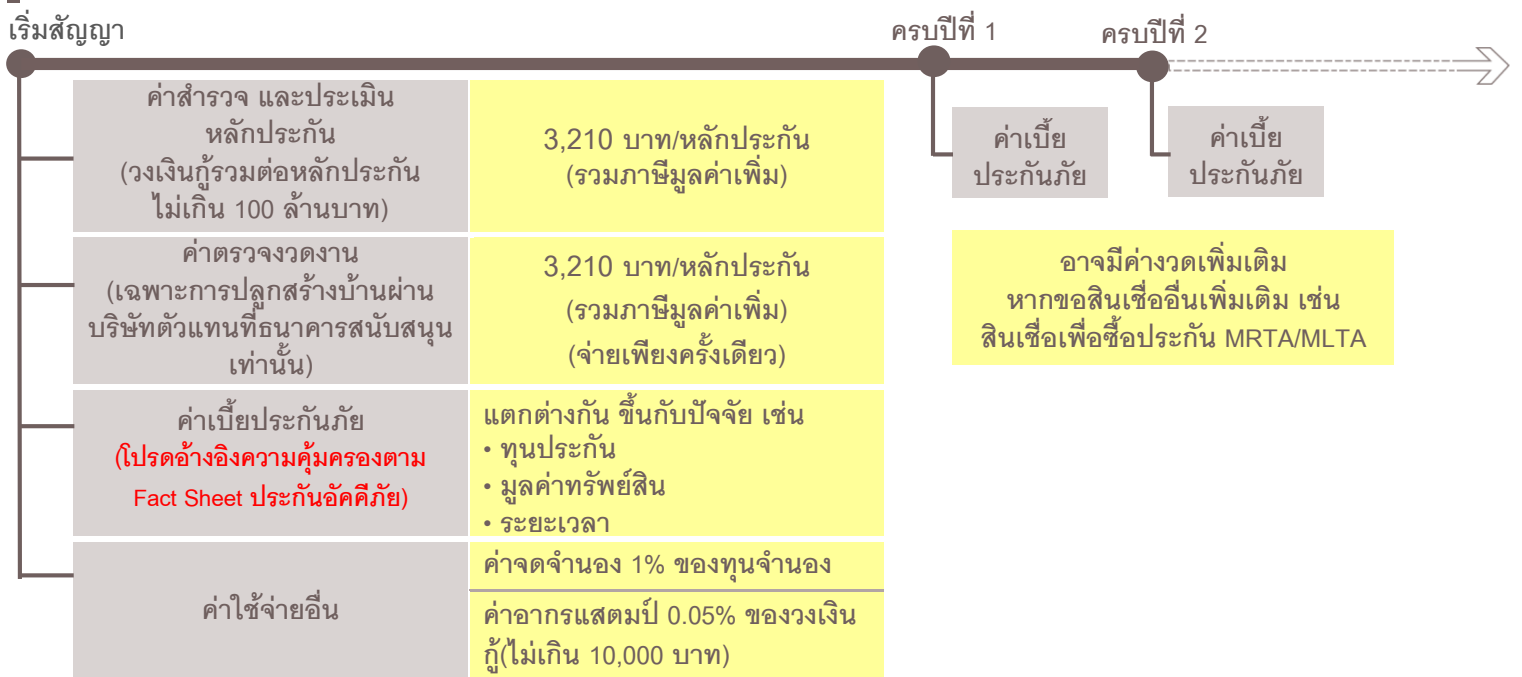 เริ่มสัญญา
ครบปีที่ 1
ครบปีที่ 2
ค่าสำรวจ และประเมิน
หลักประกัน
(วงเงินกู้รวมต่อหลักประกัน
ไม่เกิน 100 ล้านบาท)
3,210 บาท/หลักประกัน
(รวมภาษีมูลค่าเพิ่ม)
ค่าเบี้ย
ประกันภัย
ค่าเบี้ย
ประกันภัย
ค่าตรวจงวดงาน
(เฉพาะการปลูกสร้างบ้านผ่าน
บริษัทตัวแทนที่ธนาคารสนับสนุน
เท่านั้น)
3,210 บาท/หลักประกัน
(รวมภาษีมูลค่าเพิ่ม)
(จ่ายเพียงครั้งเดียว)
อาจมีค่างวดเพิ่มเติม
หากขอสินเชื่ออื่นเพิ่มเติม เช่น
สินเชื่อเพื่อซื้อประกัน MRTA/MLTA
ค่าเบี้ยประกันภัย
(โปรดอ้างอิงความคุ้มครองตาม
Fact Sheet ประกันอัคคีภัย)
แตกต่างกัน ขึ้นกับปัจจัย เช่น
• ทุนประกัน
• มูลค่าทรัพย์สิน
• ระยะเวลา
ค่าใช้จ่ายอื่น
ค่าจดจำนอง 1% ของทุนจำนอง
ค่าอากรแสตมป์ 0.05% ของวงเงิน
กู้(ไม่เกิน 10,000 บาท)